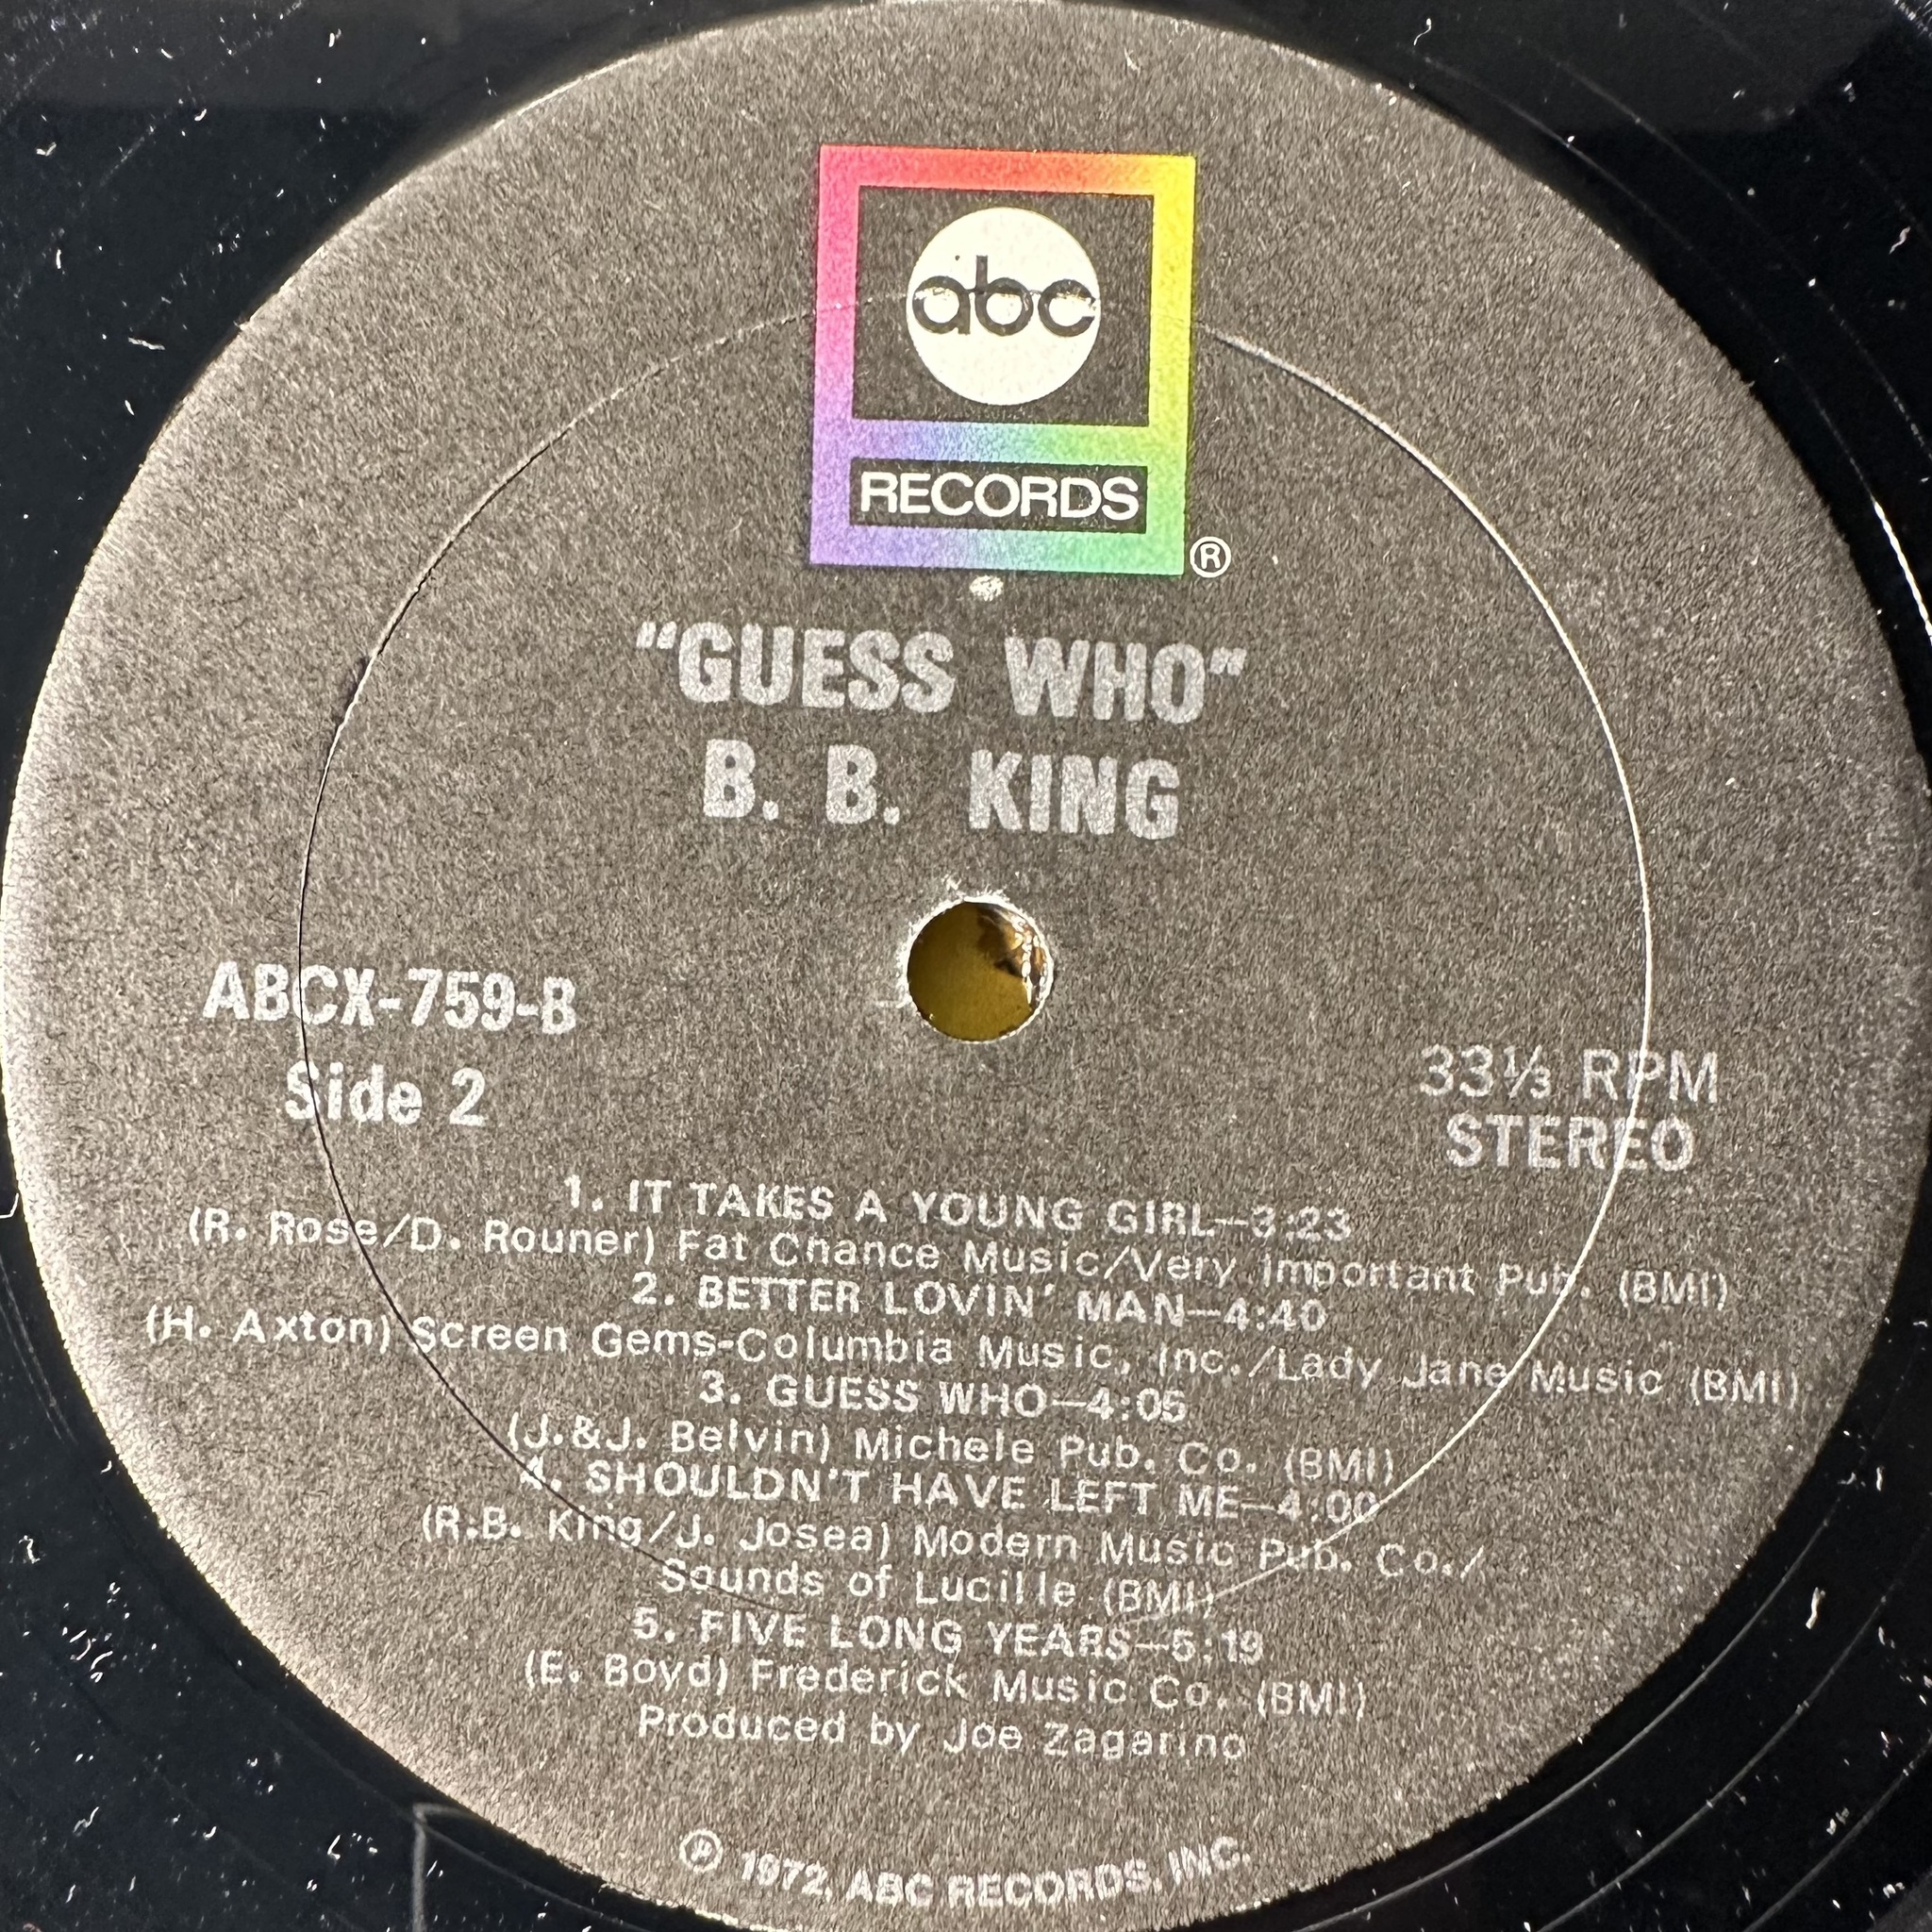 abc
RECORDS
®
"GUESS WHO"
B. B. KING
ABCX-759-B
Side 2
33⅓ RPM
STEREO
1. IT TAKES A YOUNG GIRL—3:23
(R. Rose/D. Rouner) Fat Chance Music/Very Important Pub. (BMI)
2. BETTER LOVIN' MAN—4:40
(H. Axton) Screen Gems-Columbia Music, Inc./Lady Jane Music (BMI)
3. GUESS WHO—4:05
(J.&J. Belvin) Michele Pub. Co. (BMI)
4. SHOULDN'T HAVE LEFT ME—4:00
(R.B. King/J. Josea) Modern Music Pub. Co./
Sounds of Lucille (BMI)
5. FIVE LONG YEARS—5:19
(E. Boyd) Frederick Music Co. (BMI)
Produced by Joe Zagarino
℗ 1972, ABC RECORDS, INC.